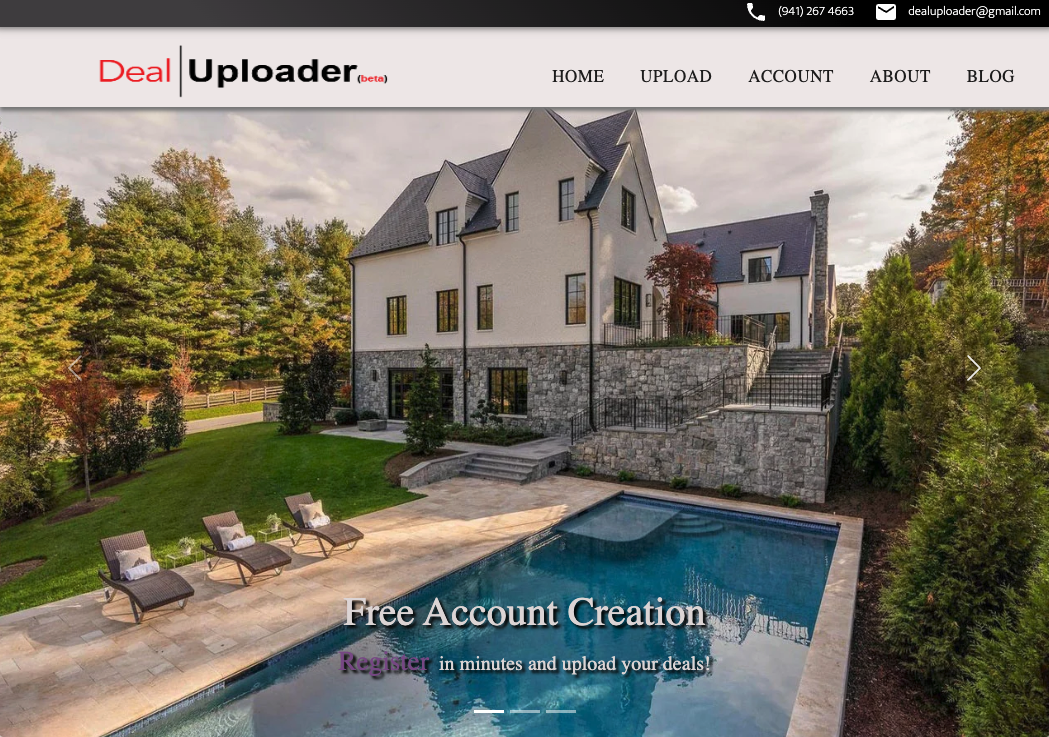 (941) 267 4663 dealuploader@gmail.com
Deal Uploader(beta)
HOME UPLOAD ACCOUNT ABOUT BLOG
Free Account Creation
Register in minutes and upload your deals!